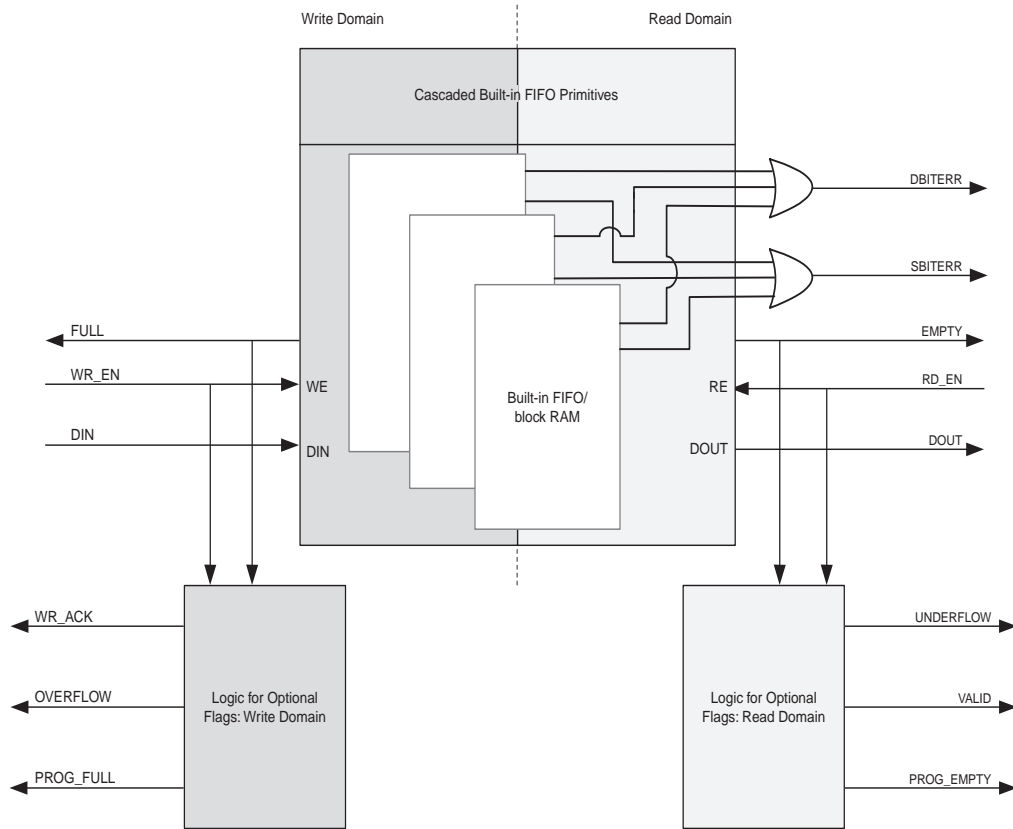 Write Domain
Read Domain
Cascaded Built-in FIFO Primitives
DBITERR
SBITERR
FULL
EMPTY
WR_EN
WE
RE
RD_EN
Built-in FIFO/
block RAM
DIN
DIN
DOUT
DOUT
WR_ACK
UNDERFLOW
OVERFLOW
Logic for Optional
Flags: Write Domain
Logic for Optional
Flags: Read Domain
VALID
PROG_FULL
PROG_EMPTY